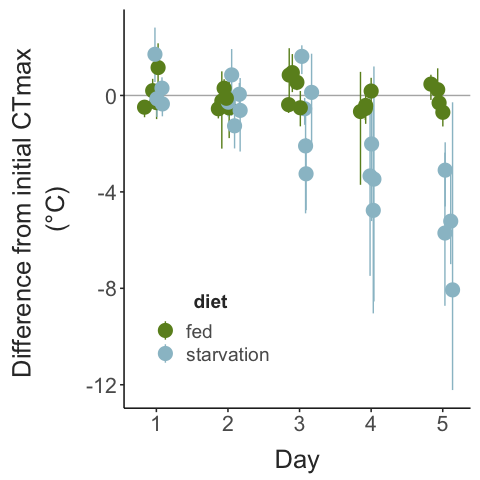 Difference from initial CTmax
(°C)
0
-4
-8
-12
diet
fed
starvation
1 2 3 4 5
Day